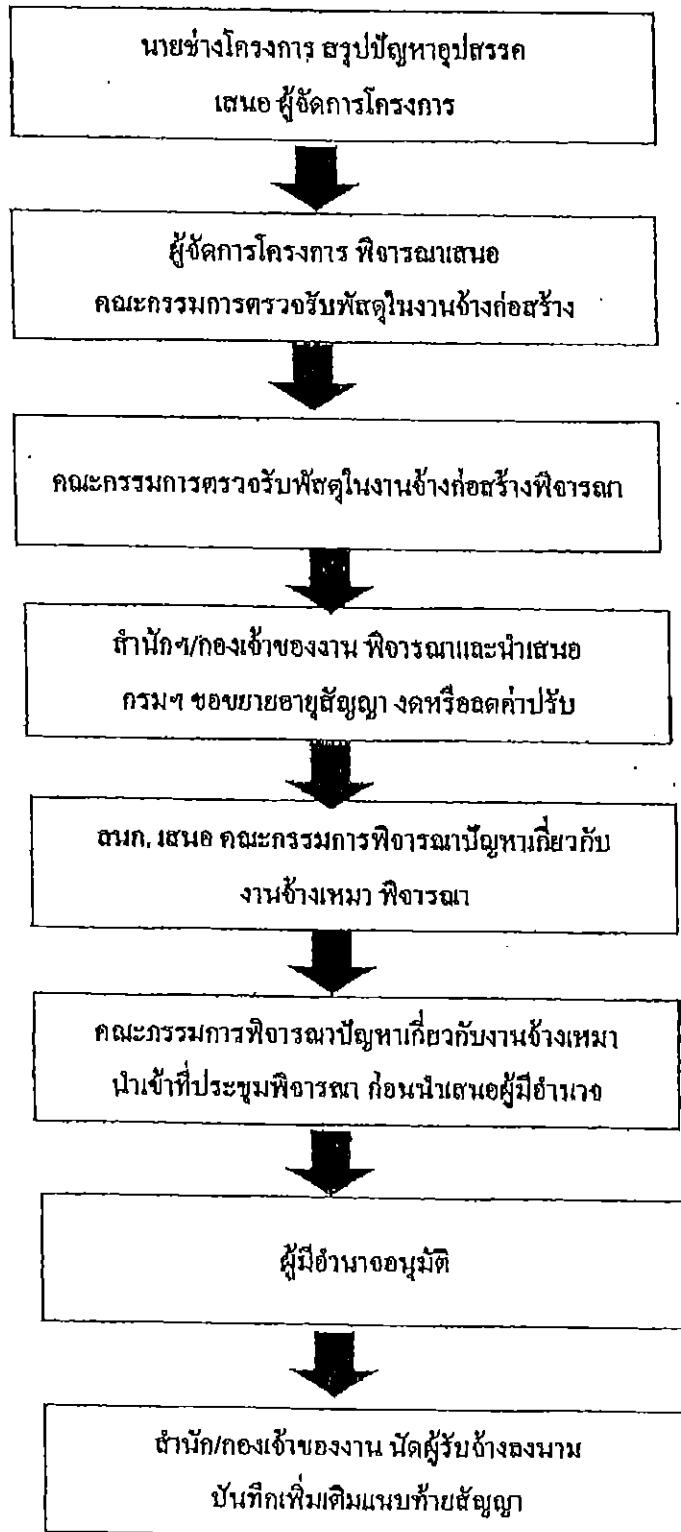 นายช่างโครงการ สรุปปัญหาอุปสรรค
เสนอ ผู้จัดการโครงการ
ผู้จัดการโครงการ พิจารณาเสนอ
คณะกรรมการตรวจรับพัสดุในงานจ้างก่อสร้าง
คณะกรรมการตรวจรับพัสดุในงานจ้างก่อสร้างพิจารณา
สำนักฯ/กองเจ้าของงาน พิจารณาและนำเสนอ
กรมฯ ขอขยายอายุสัญญา งดหรือลดค่าปรับ
สนก. เสนอ คณะกรรมการพิจารณาปัญหาเกี่ยวกับ
งานจ้างเหมา พิจารณา
คณะกรรมการพิจารณาปัญหาเกี่ยวกับงานจ้างเหมา
นำเข้าที่ประชุมพิจารณา ก่อนนำเสนอผู้มีอำนาจ
ผู้มีอำนาจอนุมัติ
สำนัก/กองเจ้าของงาน นัดผู้รับจ้างลงนาม
บันทึกเพิ่มเติมแนบท้ายสัญญา